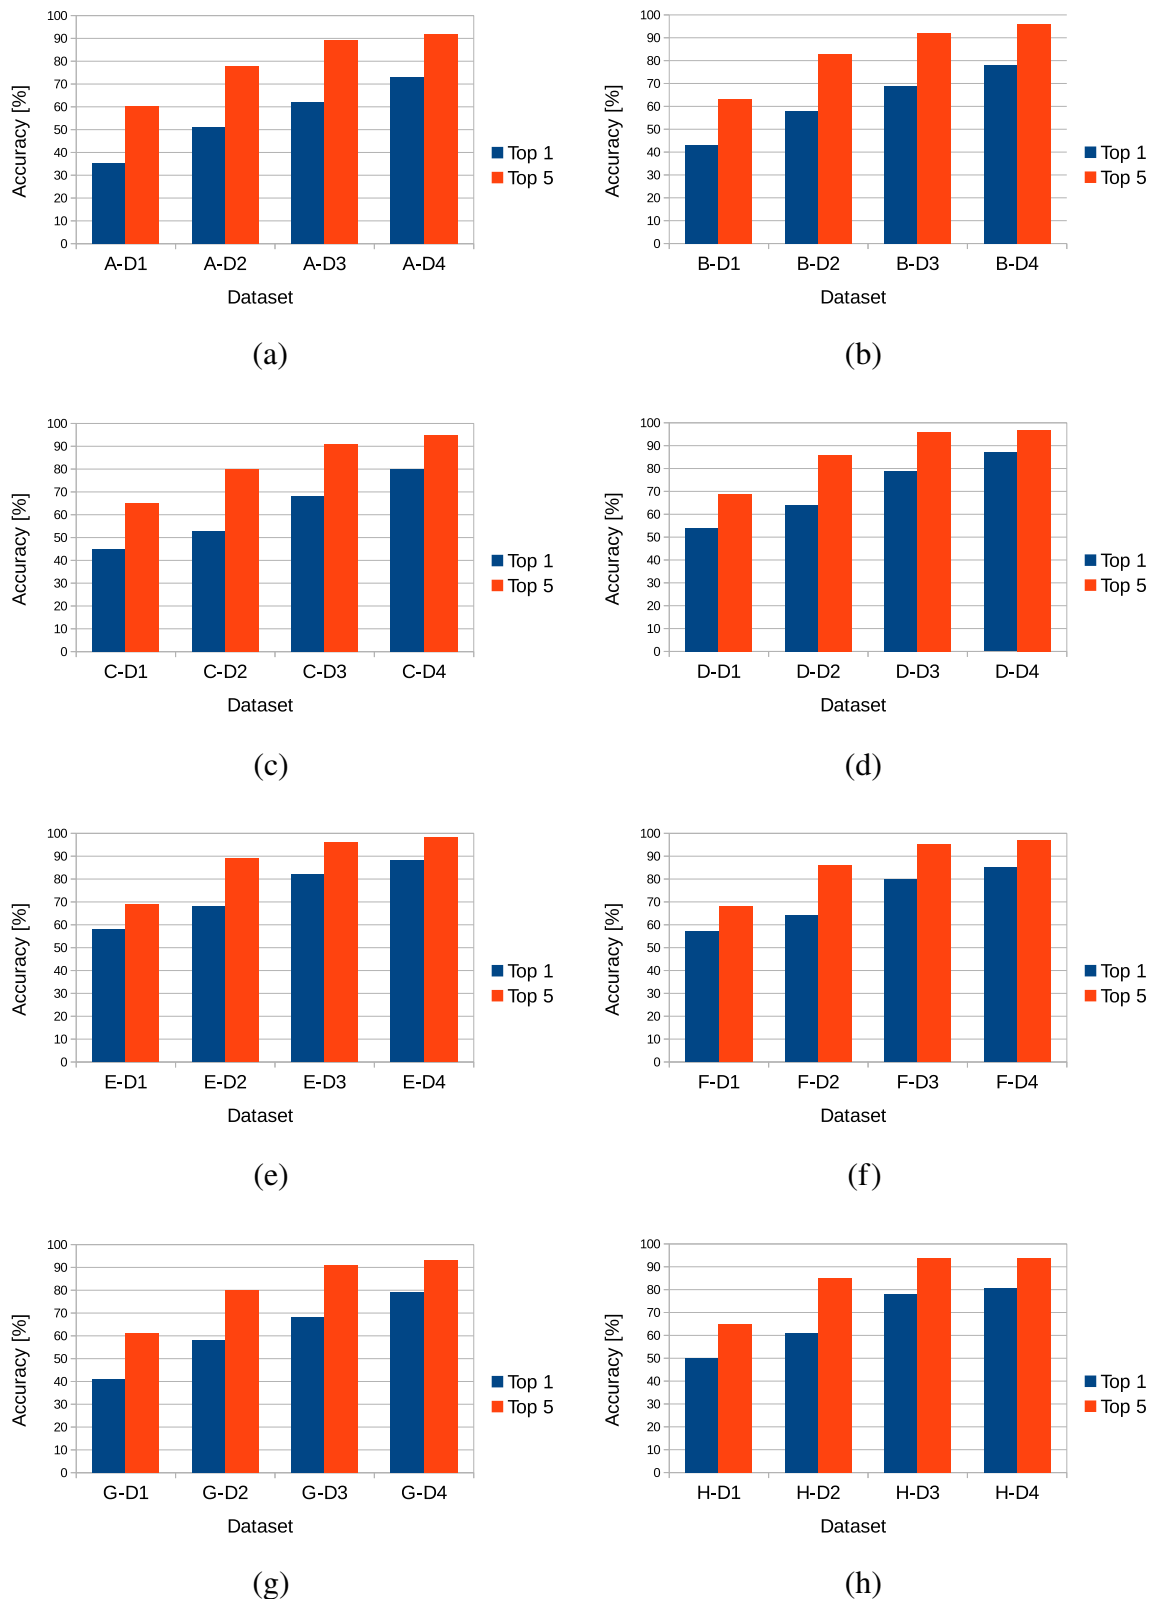 100
90
80
70
60
50
40
30
20
10
0
Accuracy [%]
A-D1 A-D2 A-D3 A-D4
Dataset
Top 1
Top 5
(a)
100
90
80
70
60
50
40
30
20
10
0
Accuracy [%]
B-D1 B-D2 B-D3 B-D4
Dataset
Top 1
Top 5
(b)
100
90
80
70
60
50
40
30
20
10
0
Accuracy [%]
C-D1 C-D2 C-D3 C-D4
Dataset
Top 1
Top 5
(c)
100
90
80
70
60
50
40
30
20
10
0
Accuracy [%]
D-D1 D-D2 D-D3 D-D4
Dataset
Top 1
Top 5
(d)
100
90
80
70
60
50
40
30
20
10
0
Accuracy [%]
E-D1 E-D2 E-D3 E-D4
Dataset
Top 1
Top 5
(e)
100
90
80
70
60
50
40
30
20
10
0
Accuracy [%]
F-D1 F-D2 F-D3 F-D4
Dataset
Top 1
Top 5
(f)
100
90
80
70
60
50
40
30
20
10
0
Accuracy [%]
G-D1 G-D2 G-D3 G-D4
Dataset
Top 1
Top 5
(g)
100
90
80
70
60
50
40
30
20
10
0
Accuracy [%]
H-D1 H-D2 H-D3 H-D4
Dataset
Top 1
Top 5
(h)